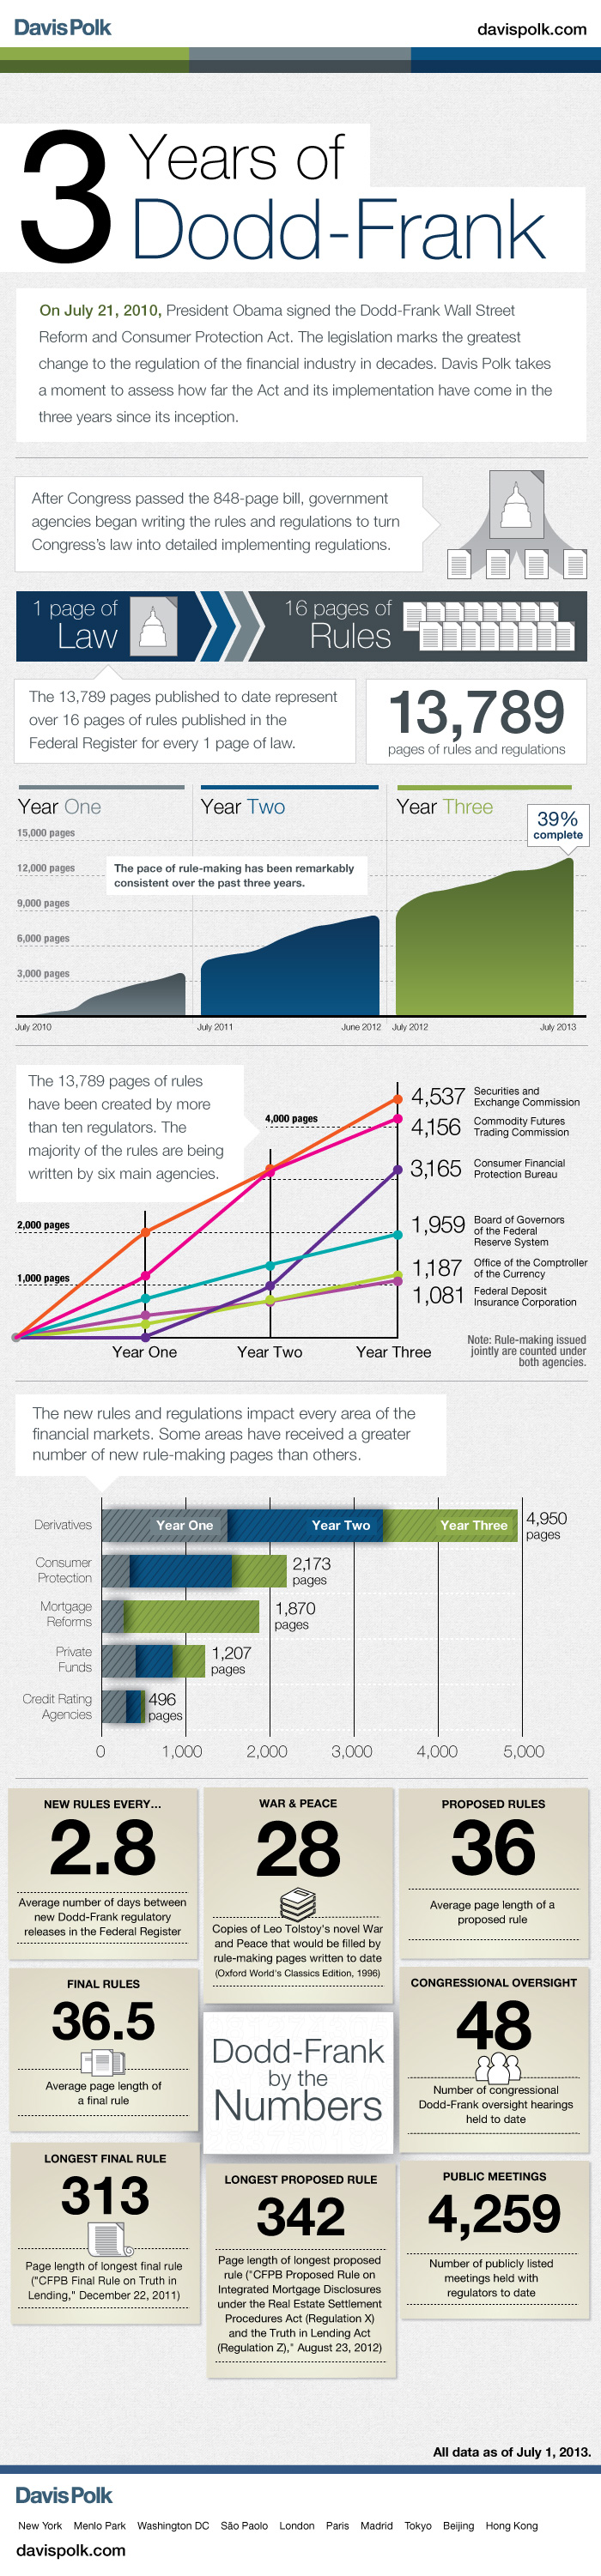 Davis Polk
davispolk.com
3 Years of
Dodd-Frank
On July 21, 2010, President Obama signed the Dodd-Frank Wall Street
Reform and Consumer Protection Act. The legislation marks the greatest
change to the regulation of the financial industry in decades. Davis Polk takes
a moment to assess how far the Act and its implementation have come in the
three years since its inception.
After Congress passed the 848-page bill, government
agencies began writing the rules and regulations to turn
Congress's law into detailed implementing regulations.
1 page of
Law
16 pages of
Rules
The 13,789 pages published to date represent
over 16 pages of rules published in the
Federal Register for every 1 page of law.
13,789
pages of rules and regulations
Year One
Year Two
Year Three
39%
complete
15,000 pages
12,000 pages
The pace of rule-making has been remarkably
consistent over the past three years.
9,000 pages
6,000 pages
3,000 pages
July 2010
July 2011
June 2012
July 2012
July 2013
The 13,789 pages of rules
have been created by more
than ten regulators. The
majority of the rules are being
written by six main agencies.
4,000 pages
2,000 pages
1,000 pages
4,537 Securities and
Exchange Commission
4,156 Commodity Futures
Trading Commission
3,165 Consumer Financial
Protection Bureau
1,959 Board of Governors
of the Federal
Reserve System
1,187 Office of the Comptroller
of the Currency
1,081 Federal Deposit
Insurance Corporation
Year One
Year Two
Year Three
Note: Rule-making issued
jointly are counted under
both agencies.
The new rules and regulations impact every area of the
financial markets. Some areas have received a greater
number of new rule-making pages than others.
Derivatives
Year One
Year Two
Year Three
4,950
pages
Consumer
Protection
2,173
pages
Mortgage
Reforms
1,870
pages
Private
Funds
1,207
pages
Credit Rating
Agencies
496
pages
0
1,000
2,000
3,000
4,000
5,000
NEW RULES EVERY...
2.8
Average number of days between
new Dodd-Frank regulatory
releases in the Federal Register
WAR & PEACE
28
Copies of Leo Tolstoy's novel War
and Peace that would be filled by
rule-making pages written to date
(Oxford World's Classics Edition, 1996)
PROPOSED RULES
36
Average page length of a
proposed rule
FINAL RULES
36.5
Average page length of
a final rule
Dodd-Frank
by the
Numbers
CONGRESSIONAL OVERSIGHT
48
Number of congressional
Dodd-Frank oversight hearings
held to date
LONGEST FINAL RULE
313
Page length of longest final rule
("CFPB Final Rule on Truth in
Lending," December 22, 2011)
LONGEST PROPOSED RULE
342
Page length of longest proposed
rule ("CFPB Proposed Rule on
Integrated Mortgage Disclosures
under the Real Estate Settlement
Procedures Act (Regulation X)
and the Truth in Lending Act
(Regulation Z)," August 23, 2012)
PUBLIC MEETINGS
4,259
Number of publicly listed
meetings held with
regulators to date
All data as of July 1, 2013.
Davis Polk
New York Menlo Park Washington DC São Paolo London Paris Madrid Tokyo Beijing Hong Kong
davispolk.com